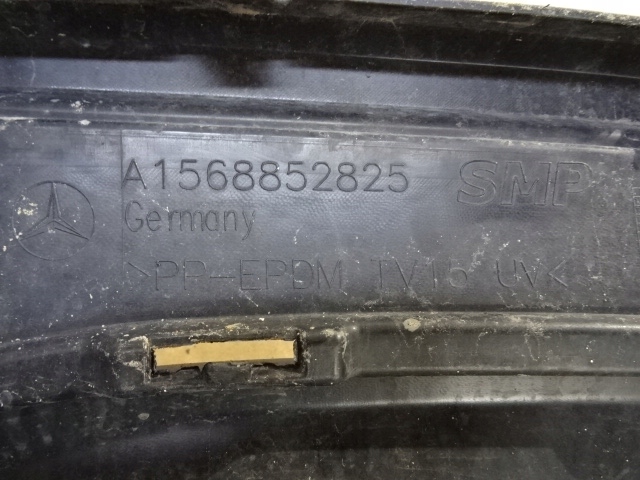 A1568852825 SMP
Germany
>PP-EPDM TV15 UV<